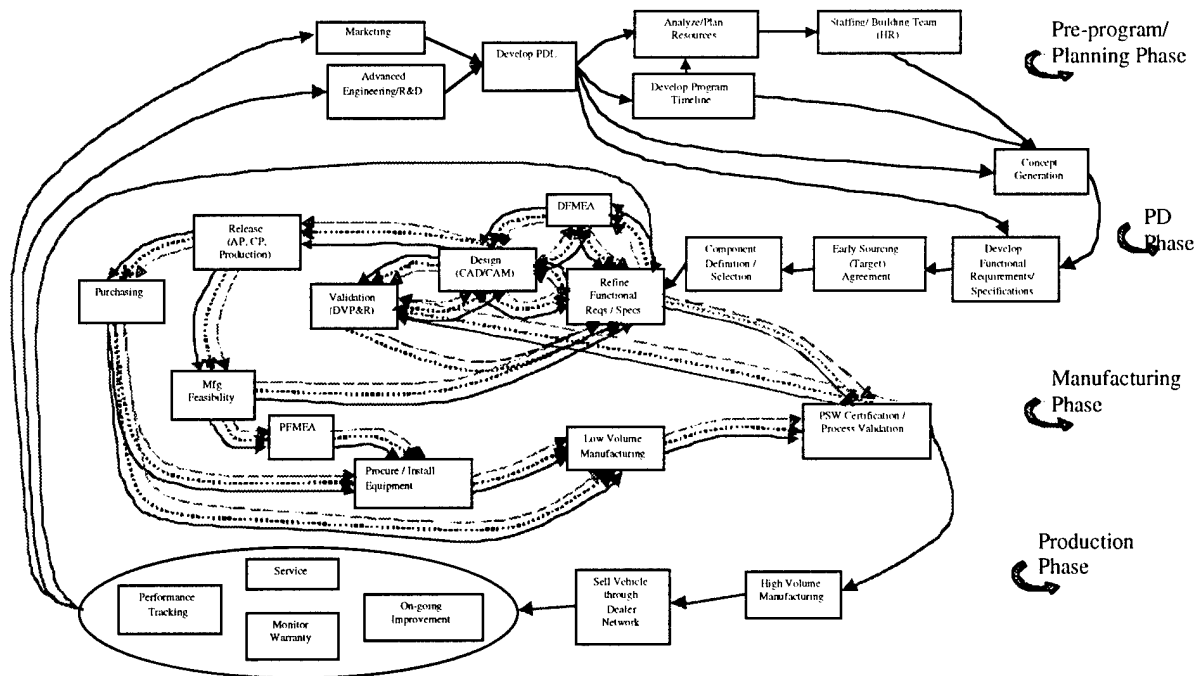 Marketing
Advanced
Engineering/R&D
Develop PDL
Analyze/Plan
Resources
Develop Program
Timeline
Staffing/ Building Team
(HR)
Pre-program/
Planning Phase
Concept
Generation
PD
Phase
Release
(AP, CP,
Production)
DFMEA
Design
(CAD/CAM)
Purchasing
Validation
(DVP&R)
Refine
Functional
Reqs / Specs
Component
Definition /
Selection
Early Sourcing
(Target)
Agreement
Develop
Functional
Requirements/
Specifications
Mfg
Feasibility
PFMEA
Procure / Install
Equipment
Low Volume
Manufacturing
PSW Certification /
Process Validation
Manufacturing
Phase
Service
Performance
Tracking
Monitor
Warranty
On-going
Improvement
Sell Vehicle
through
Dealer
Network
High Volume
Manufacturing
Production
Phase